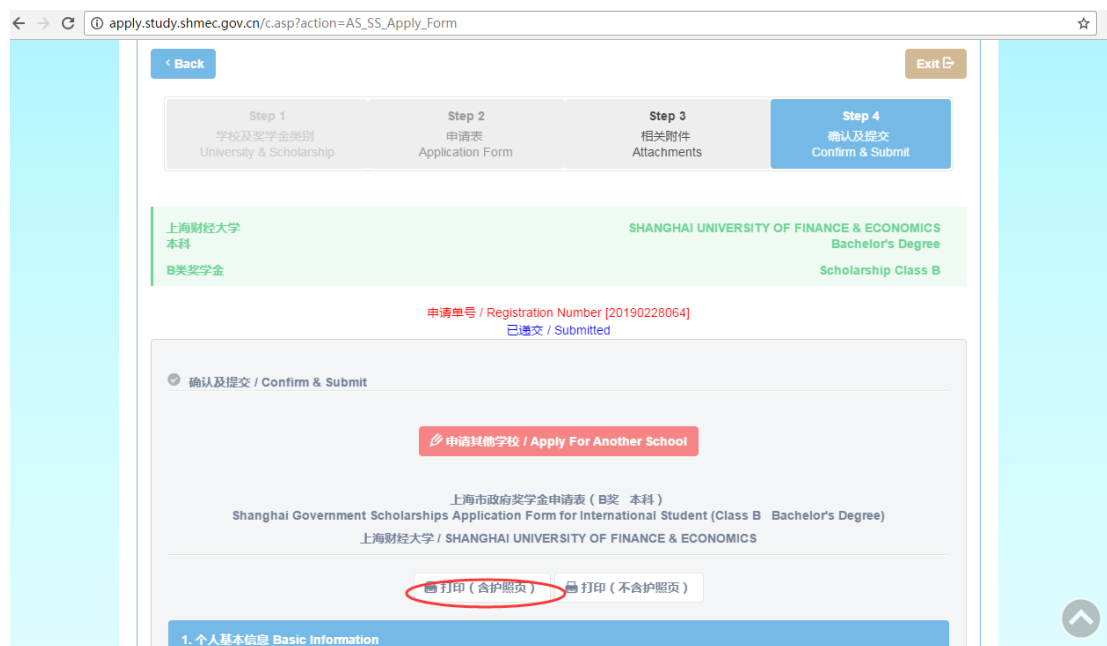 apply.study.shmec.gov.cn/c.asp?action=AS_SS_Apply_Form
Back
Exit
Step 1
学校及奖学金类别
University & Scholarship
Step 2
申请表
Application Form
Step 3
相关附件
Attachments
Step 4
确认及提交
Confirm & Submit
上海财经大学
本科
B类奖学金
SHANGHAI UNIVERSITY OF FINANCE & ECONOMICS
Bachelor's Degree
Scholarship Class B
申请单号 / Registration Number [20190228064]
已递交 / Submitted
确认及提交 / Confirm & Submit
申请其他学校 / Apply For Another School
上海市政府奖学金申请表（B奖 本科）
Shanghai Government Scholarships Application Form for International Student (Class B Bachelor's Degree)
上海财经大学 / SHANGHAI UNIVERSITY OF FINANCE & ECONOMICS
打印（含护照页）
打印（不含护照页）
1. 个人基本信息 Basic Information